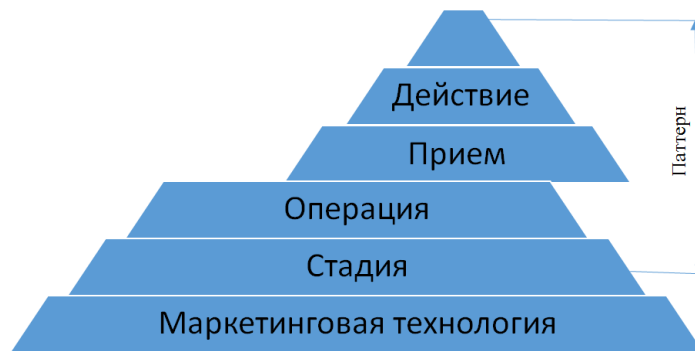 Действие
Прием
Операция
Стадия
Маркетинговая технология
Паттерн